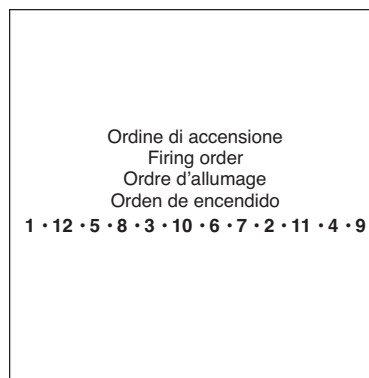 Ordine di accensione
Firing order
Ordre d'allumage
Orden de encendido
1 • 12 • 5 • 8 • 3 • 10 • 6 • 7 • 2 • 11 • 4 • 9